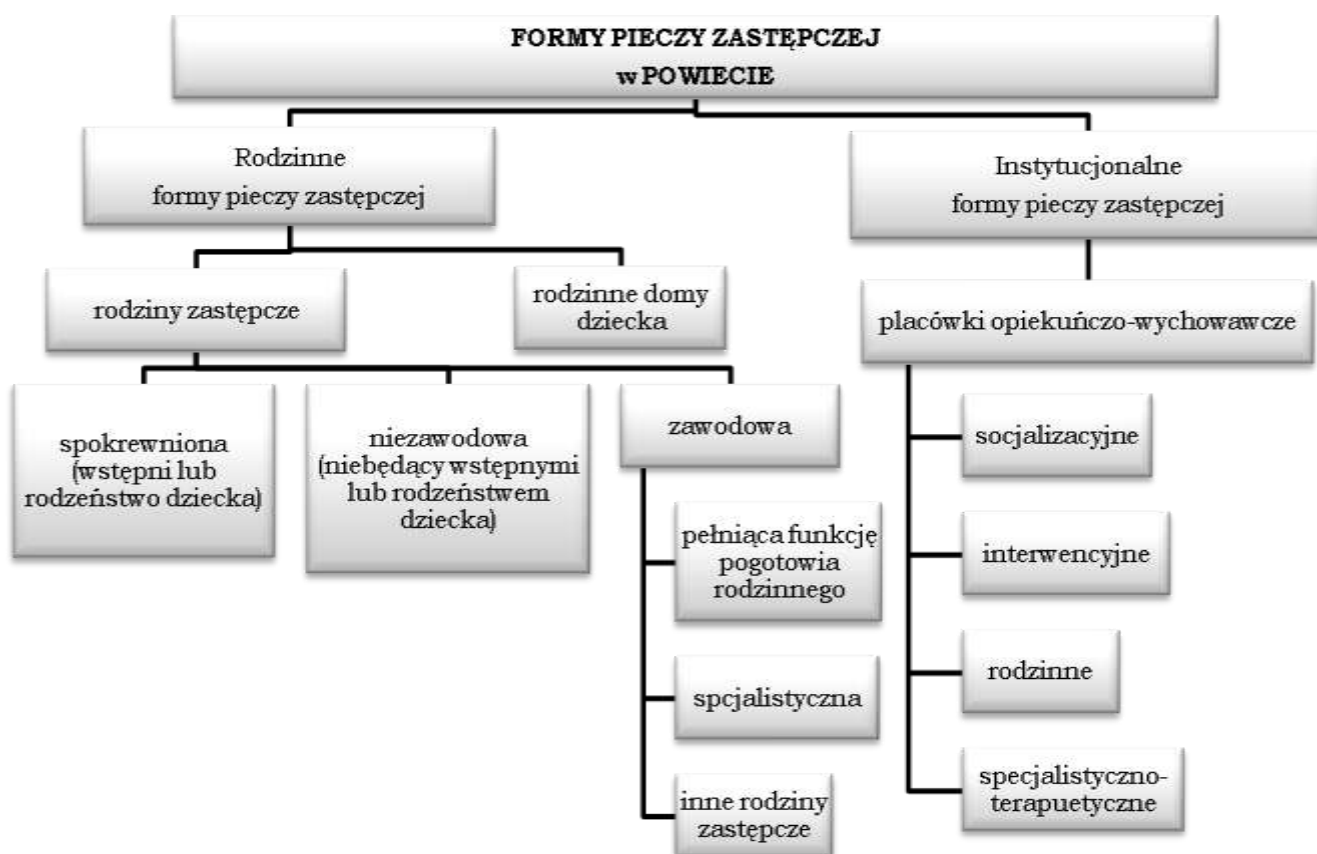 FORMY PIECZY ZASTĘPCZEJ
w POWIECIE
Rodzinne
formy pieczy zastępczej
Instytucjonalne
formy pieczy zastępczej
rodziny zastępcze
rodzinne domy
dziecka
placówki opiekuńczo-wychowawcze
spokrewniona
(wstępni lub
rodzeństwo dziecka)
niezawodowa
(niebędący wstępnymi
lub rodzeństwem
dziecka)
zawodowa
pełniąca funkcję
pogotowia
rodzinnego
spcjalistyczna
inne rodziny
zastępcze
socjalizacyjne
interwencyjne
rodzinne
specjalistyczno-
terapuetyczne